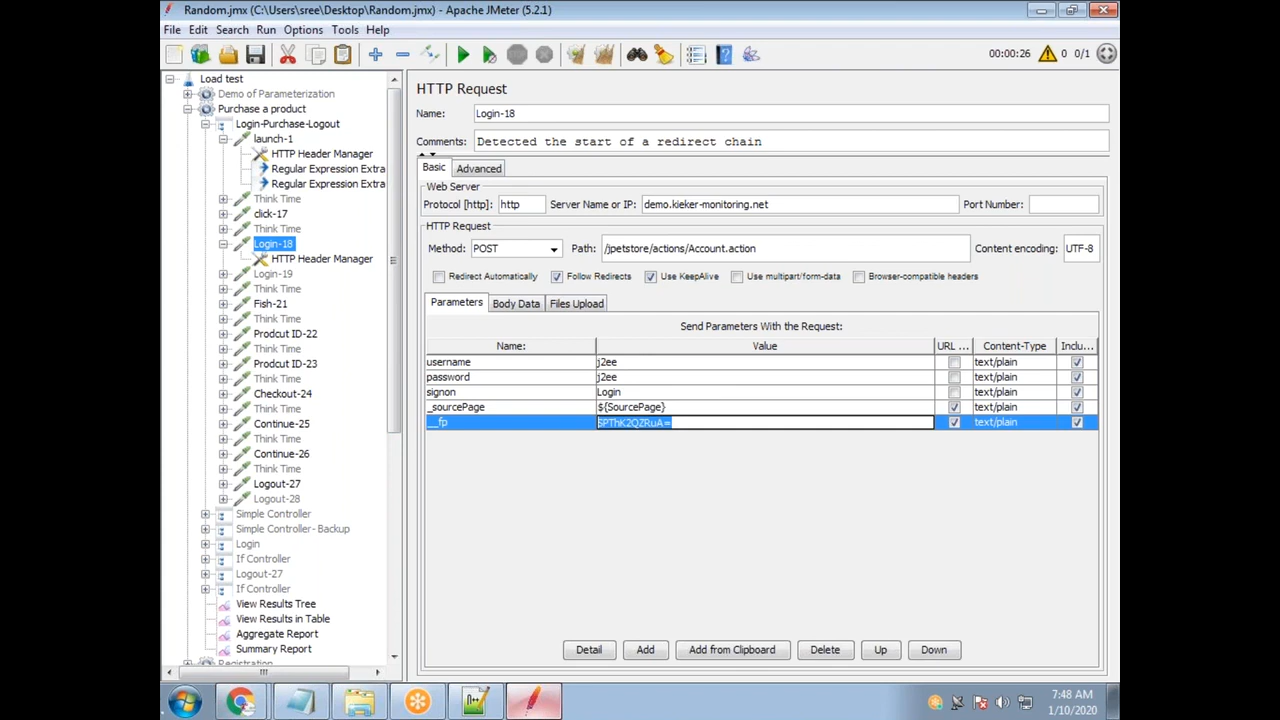 Random.jmx (C:\Users\sree\Desktop\Random.jmx) - Apache JMeter (5.2.1)
File Edit Search Run Options Tools Help
00:00:26 0 0/1
Load test
Demo of Parameterization
Purchase a product
Login-Purchase-Logout
launch-1
HTTP Header Manager
Regular Expression Extra
Regular Expression Extra
Think Time
click-17
Think Time
Login-18
HTTP Header Manager
Login-19
Think Time
Fish-21
Think Time
Prodcut ID-22
Think Time
Prodcut ID-23
Think Time
Checkout-24
Think Time
Continue-25
Think Time
Continue-26
Think Time
Logout-27
Logout-28
Simple Controller
Simple Controller- Backup
Login
If Controller
Logout-27
If Controller
View Results Tree
View Results in Table
Aggregate Report
Summary Report
Registration
HTTP Request
Name: Login-18
Comments: Detected the start of a redirect chain
Basic Advanced
Web Server
Protocol [http]: http Server Name or IP: demo.kieker-monitoring.net Port Number:
HTTP Request
Method: POST Path: /jpetstore/actions/Account.action Content encoding: UTF-8
Redirect Automatically Follow Redirects Use KeepAlive Use multipart/form-data Browser-compatible headers
Parameters Body Data Files Upload
Send Parameters With the Request:
Name: Value URL ... Content-Type Inclu...
username j2ee text/plain
password j2ee text/plain
signon Login text/plain
_sourcePage ${SourcePage} text/plain
__fp text/plain
Detail Add Add from Clipboard Delete Up Down
7:48 AM
1/10/2020